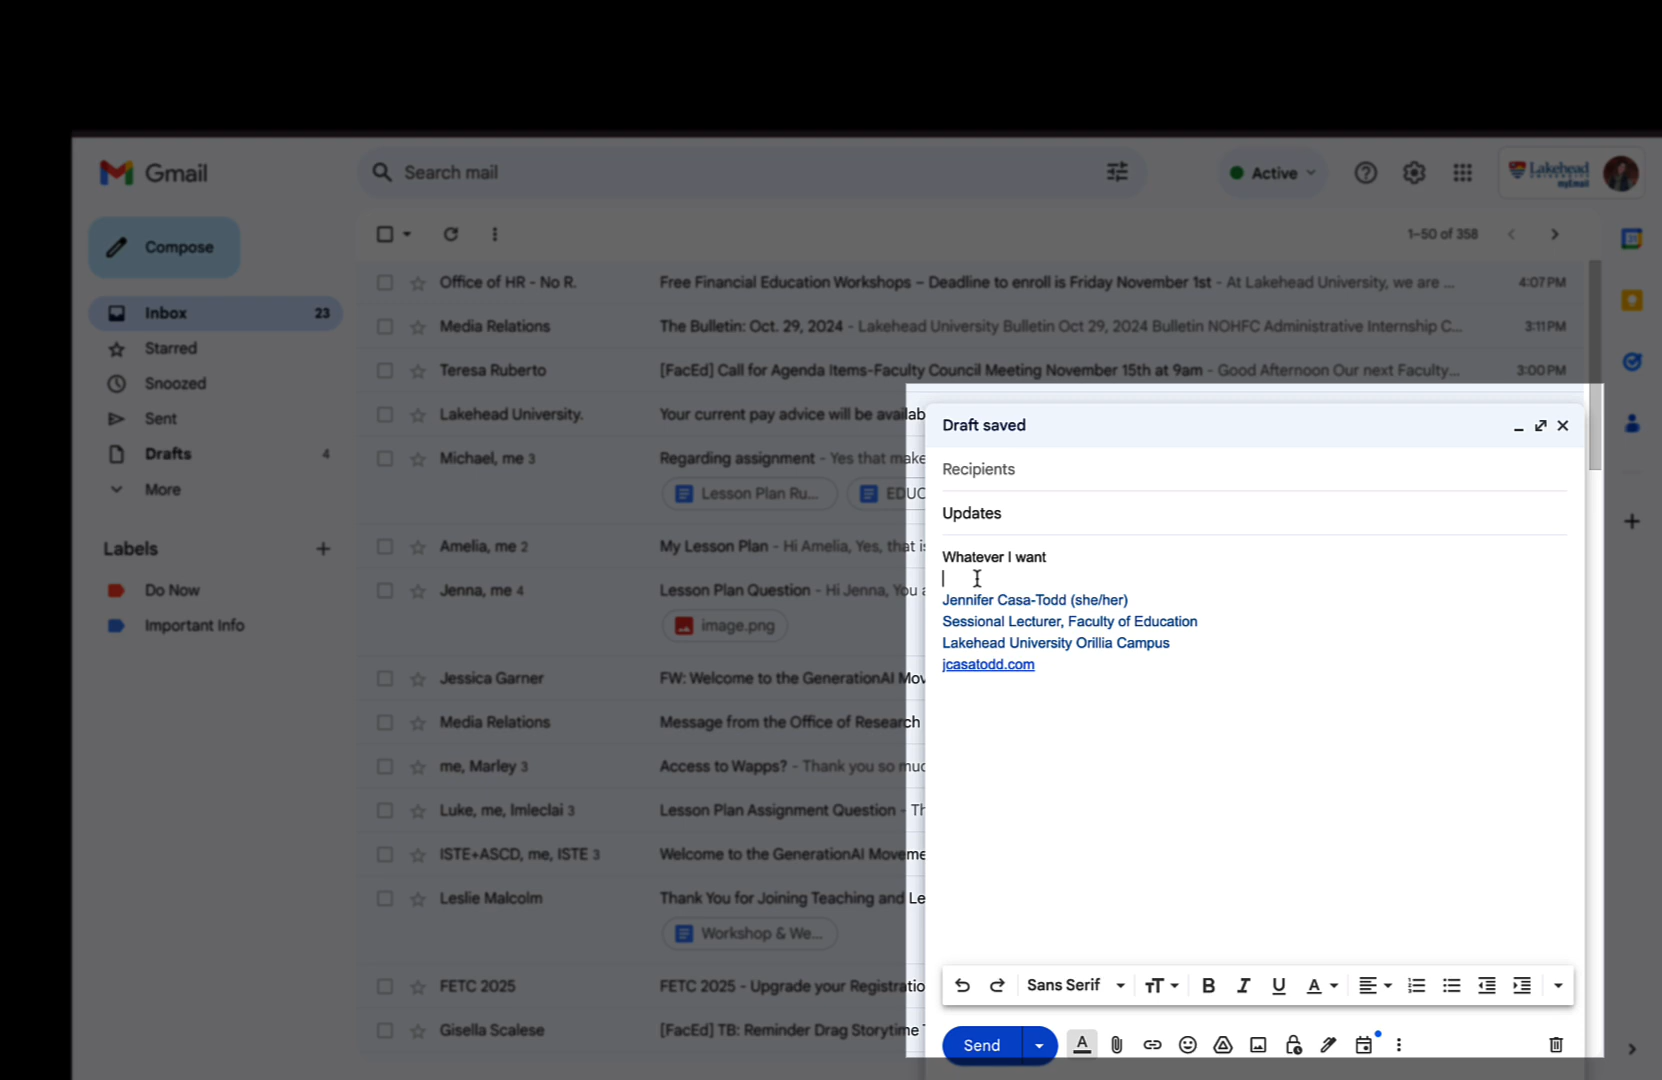 Gmail
Search mail
Active
Lakehead
UNIVERSITY
myEmail
Compose
1–50 of 358
Inbox 23
Starred
Snoozed
Sent
Drafts 4
More
Labels
Do Now
Important Info
Office of HR - No R. Free Financial Education Workshops – Deadline to enroll is Friday November 1st - At Lakehead University, we are ... 4:07 PM
Media Relations The Bulletin: Oct. 29, 2024 - Lakehead University Bulletin Oct 29, 2024 Bulletin NOHFC Administrative Internship C... 3:11 PM
Teresa Ruberto [FacEd] Call for Agenda Items-Faculty Council Meeting November 15th at 9am - Good Afternoon Our next Faculty... 3:00 PM
Lakehead University. Your current pay advice will be availab
Michael, me 3 Regarding assignment - Yes that make
Lesson Plan Ru... EDUC
Amelia, me 2 My Lesson Plan - Hi Amelia, Yes, that is
Jenna, me 4 Lesson Plan Question - Hi Jenna, You a
image.png
Jessica Garner FW: Welcome to the GenerationAI Mov
Media Relations Message from the Office of Research
me, Marley 3 Access to Wapps? - Thank you so muc
Luke, me, lmleclai 3 Lesson Plan Assignment Question - Th
ISTE+ASCD, me, ISTE 3 Welcome to the GenerationAI Moveme
Leslie Malcolm Thank You for Joining Teaching and Le
Workshop & We...
FETC 2025 FETC 2025 - Upgrade your Registratio
Gisella Scalese [FacEd] TB: Reminder Drag Storytime T
Draft saved
Recipients
Updates
Whatever I want
Jennifer Casa-Todd (she/her)
Sessional Lecturer, Faculty of Education
Lakehead University Orillia Campus
jcasatodd.com
Sans Serif
Send